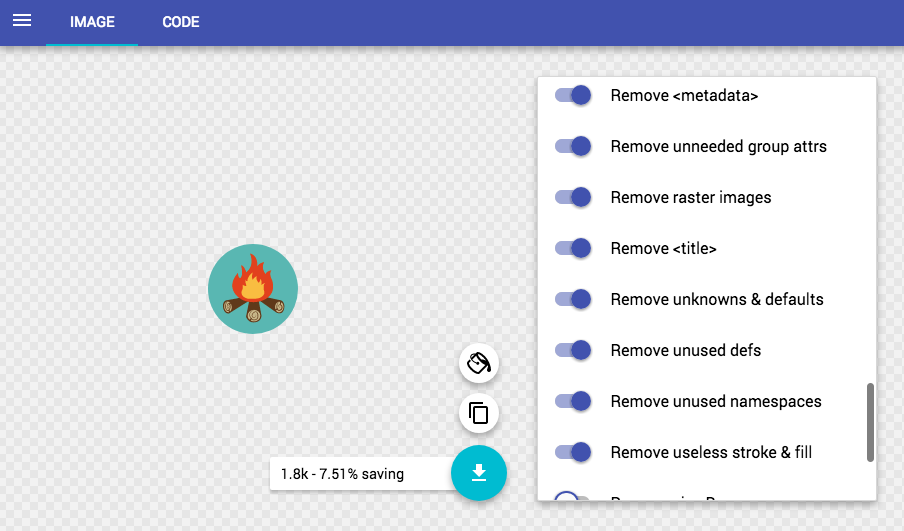 IMAGE
CODE
Remove <metadata>
Remove unneeded group attrs
Remove raster images
Remove <title>
Remove unknowns & defaults
Remove unused defs
Remove unused namespaces
Remove useless stroke & fill
1.8k - 7.51% saving